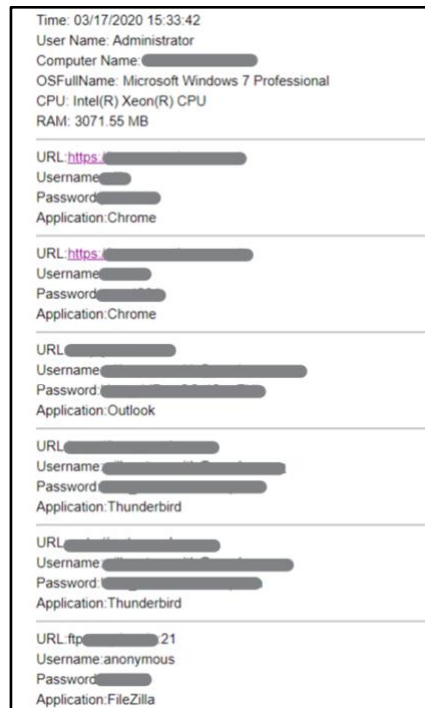 Time: 03/17/2020 15:33:42
User Name: Administrator
Computer Name:
OSFullName: Microsoft Windows 7 Professional
CPU: Intel(R) Xeon(R) CPU
RAM: 3071.55 MB
URL:https:
Username
Password
Application:Chrome
URL:https:
Username
Password
Application:Chrome
URL
Username
Password:
Application:Outlook
URL
Username:
Password:
Application:Thunderbird
URL
Username:
Password:
Application:Thunderbird
URL:ftp :21
Username:anonymous
Password
Application:FileZilla